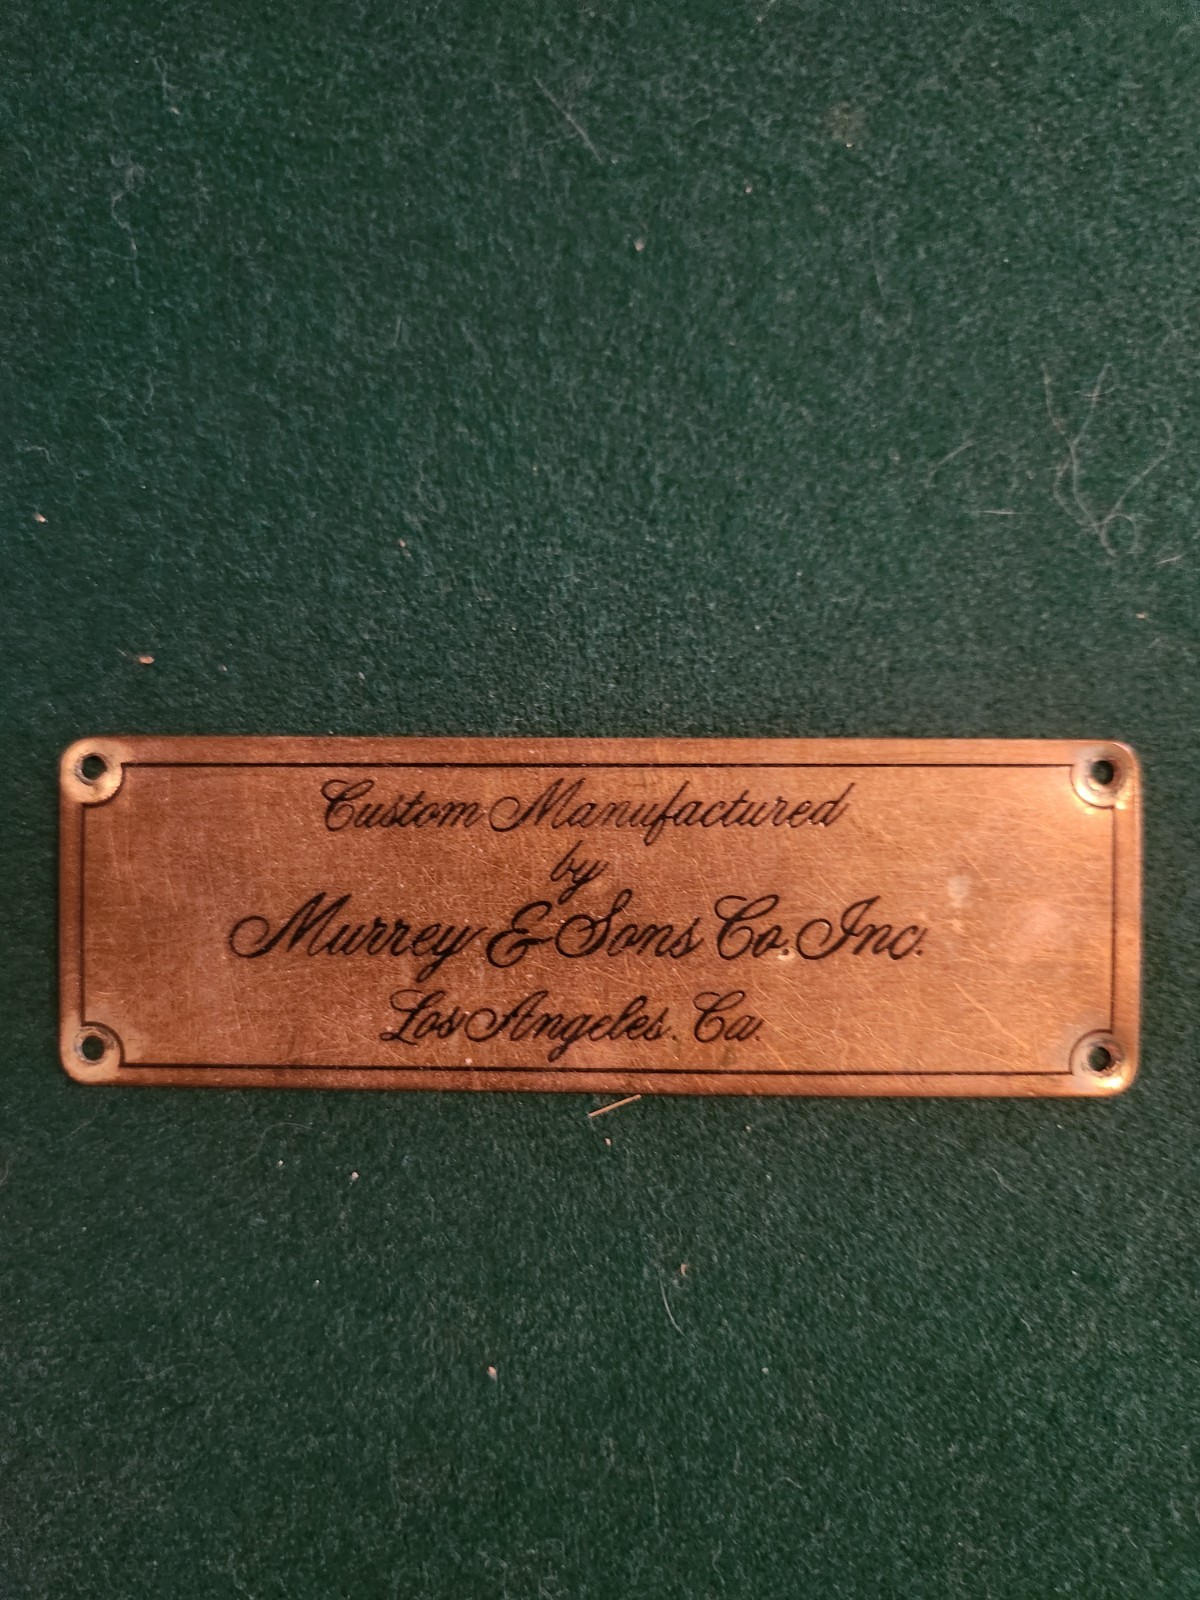 Custom Manufactured
by
Murrey & Sons Co. Inc.
Los Angeles. Ca.